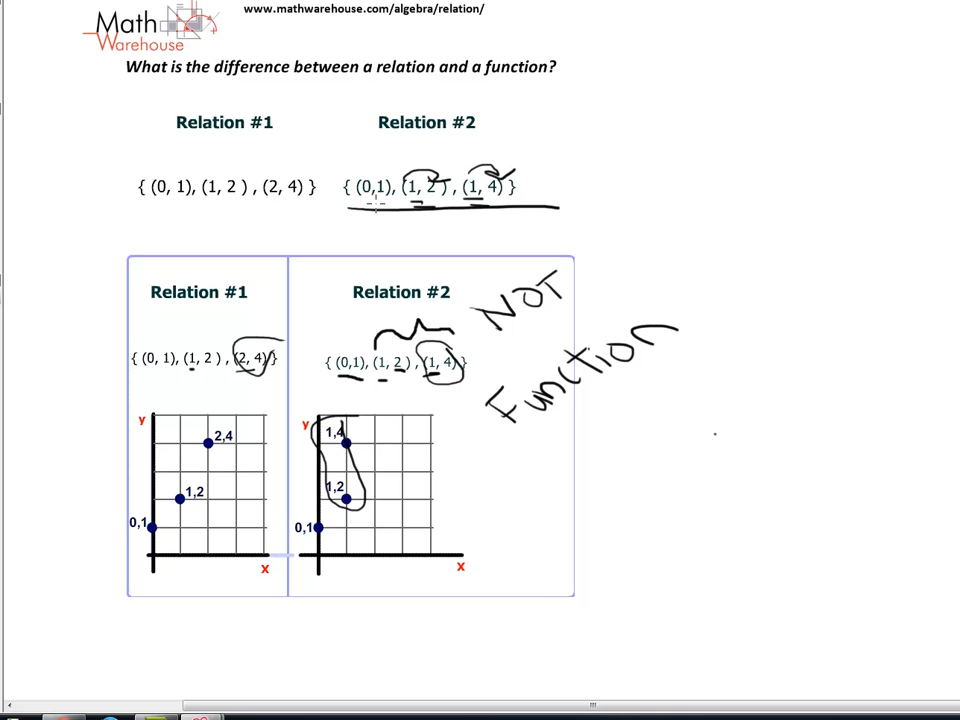 www.mathwarehouse.com/algebra/relation/
Math
Warehouse
What is the difference between a relation and a function?
Relation #1 Relation #2
{ (0, 1), (1, 2 ) , (2, 4) } { (0,1), (1, 2 ) , (1, 4) }
Relation #1 Relation #2
{ (0, 1), (1, 2 ) , (2, 4) } { (0,1), (1, 2 ) , (1, 4) }
NOT
Function
y y
2,4 1,4
1,2 1,2
0,1 0,1
x x